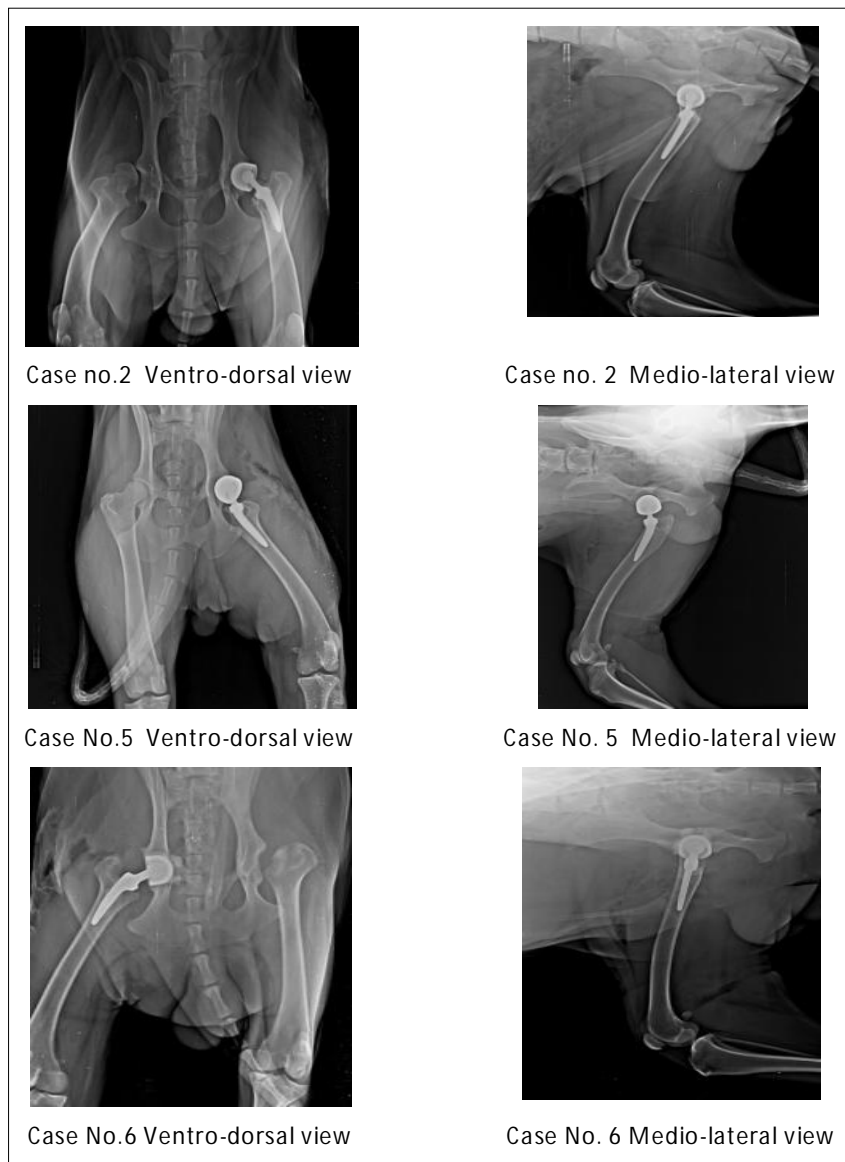 Case no.2 Ventro-dorsal view
Case no. 2 Medio-lateral view
Case No.5 Ventro-dorsal view
Case No. 5 Medio-lateral view
Case No.6 Ventro-dorsal view
Case No. 6 Medio-lateral view